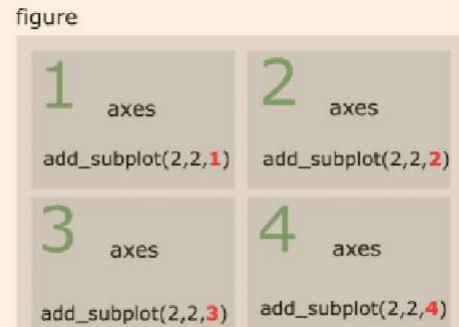 figure
1 axes
add_subplot(2,2,1)
2 axes
add_subplot(2,2,2)
3 axes
add_subplot(2,2,3)
4 axes
add_subplot(2,2,4)